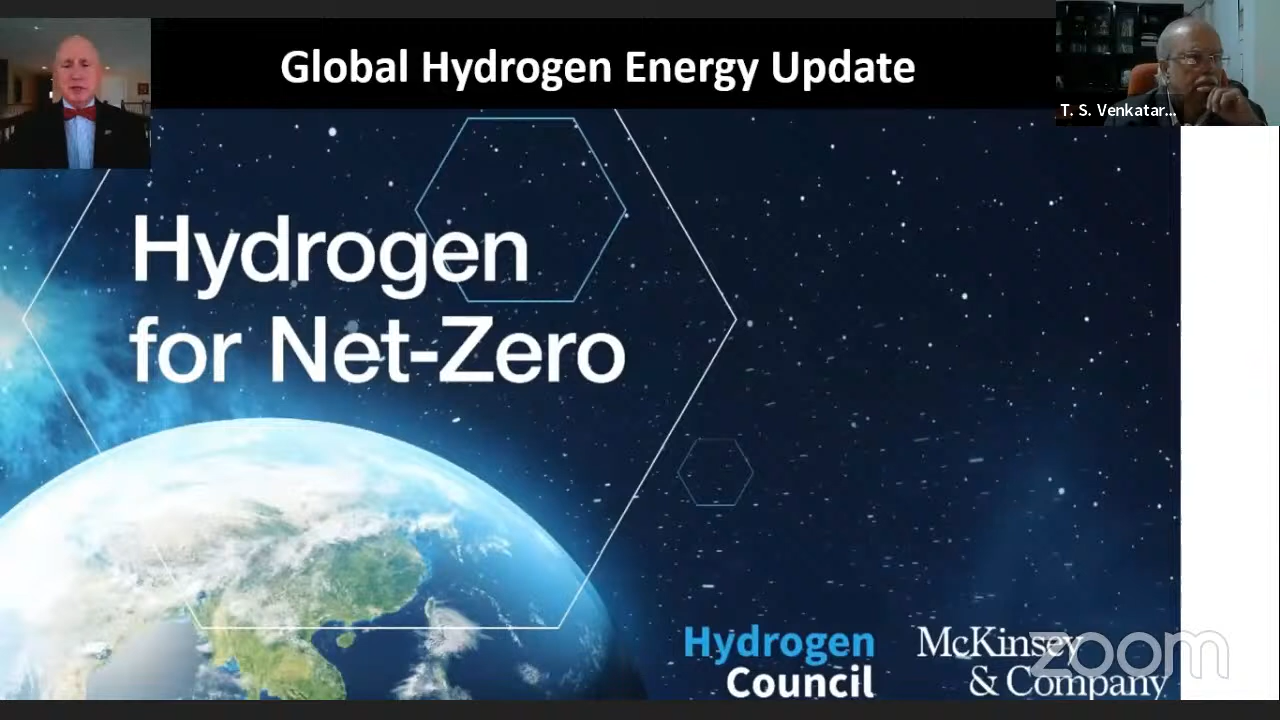 Global Hydrogen Energy Update
T. S. Venkatar...
Hydrogen
for Net-Zero
Hydrogen
Council
McKinsey
& Company
zoom